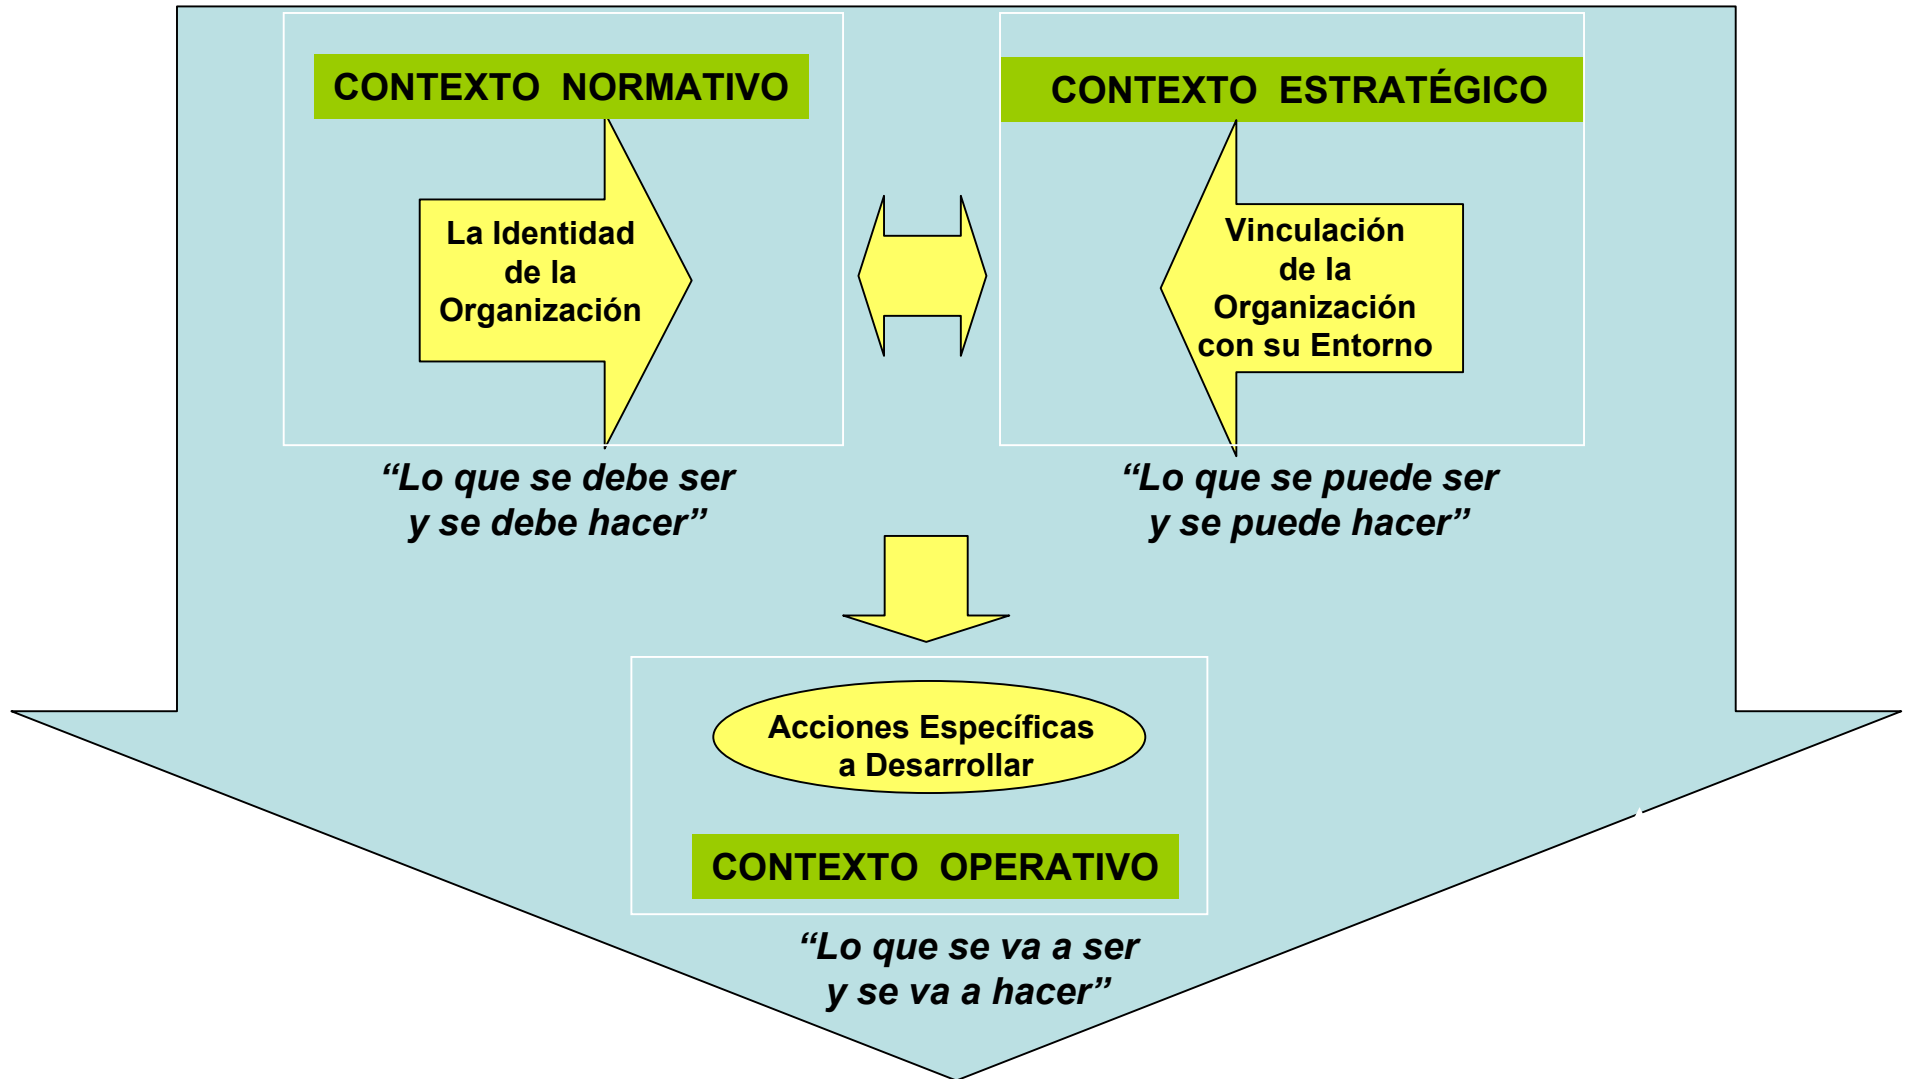 CONTEXTO NORMATIVO
La Identidad
de la
Organización
“Lo que se debe ser
y se debe hacer”
CONTEXTO ESTRATÉGICO
Vinculación
de la
Organización
con su Entorno
“Lo que se puede ser
y se puede hacer”
Acciones Específicas
a Desarrollar
CONTEXTO OPERATIVO
“Lo que se va a ser
y se va a hacer”